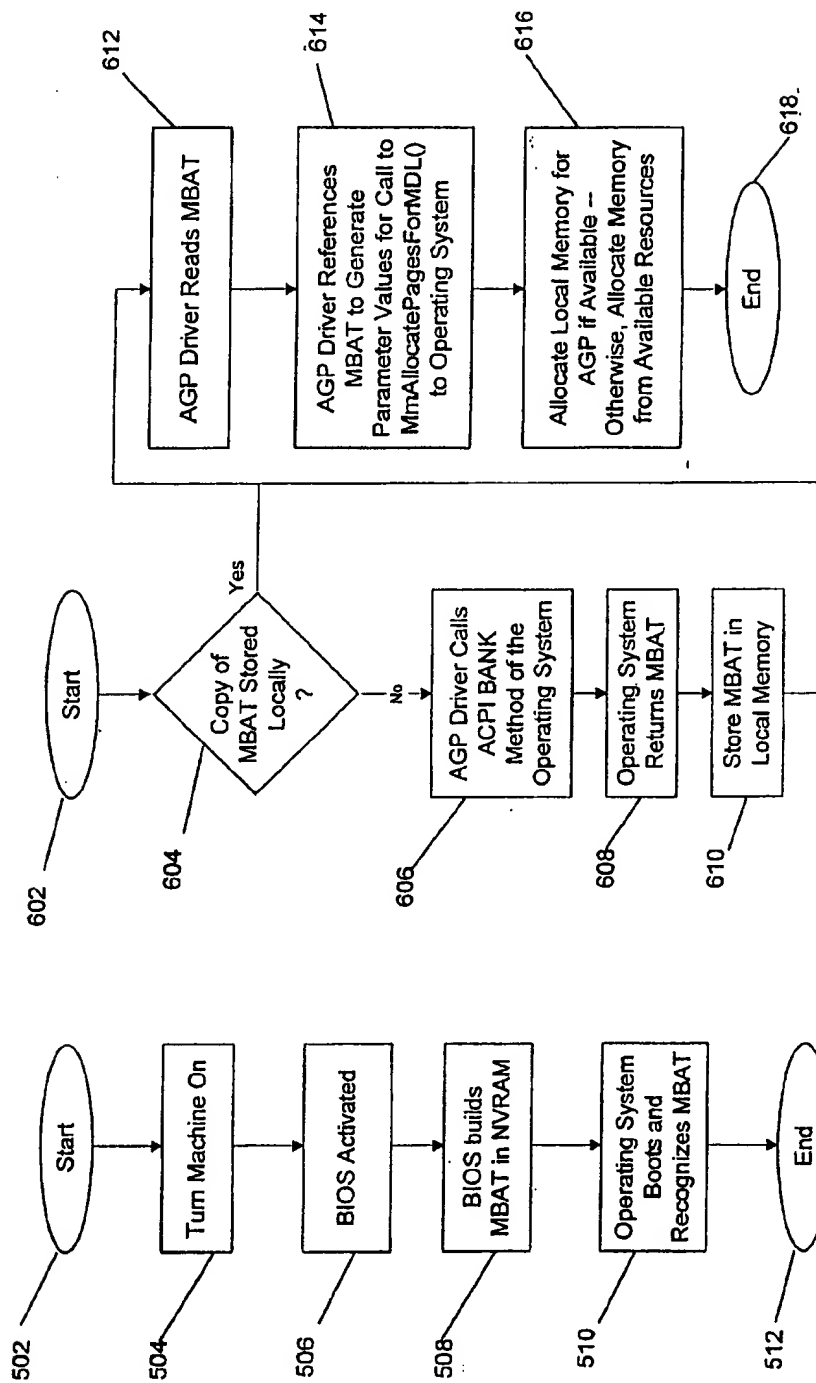 502
Start
504
Turn Machine On
506
BIOS Activated
508
BIOS builds
MBAT in NVRAM
510
Operating System
Boots and
Recognizes MBAT
512
End
602
Start
604
Copy of
MBAT Stored
Locally
?
Yes
No
606
AGP Driver Calls
ACPI BANK
Method of the
Operating System
608
Operating System
Returns MBAT
610
Store MBAT in
Local Memory
612
AGP Driver Reads MBAT
614
AGP Driver References
MBAT to Generate
Parameter Values for Call to
MmAllocatePagesForMDL()
to Operating System
616
Allocate Local Memory for
AGP if Available --
Otherwise, Allocate Memory
from Available Resources
618
End